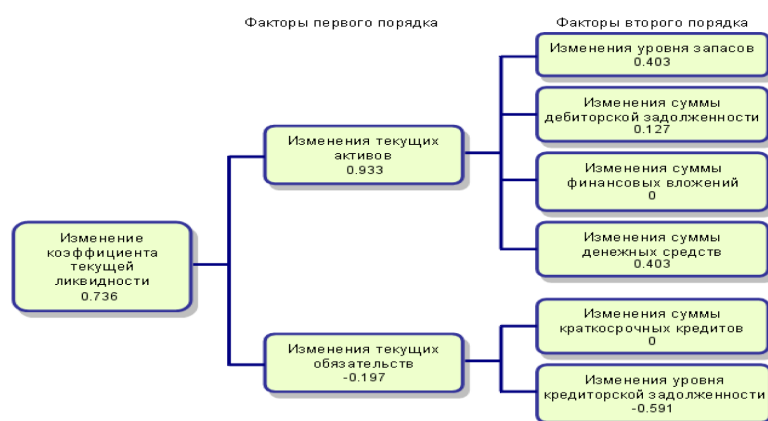 Факторы первого порядка
Факторы второго порядка
Изменения уровня запасов
0.403
Изменения суммы
дебиторской задолженности
0.127
Изменения текущих
активов
0.933
Изменения суммы
финансовых вложений
0
Изменение
коэффициента
текущей
ликвидности
0.736
Изменения суммы
денежных средств
0.403
Изменения суммы
краткосрочных кредитов
0
Изменения текущих
обязательств
-0.197
Изменения уровня
кредиторской задолженности
-0.591